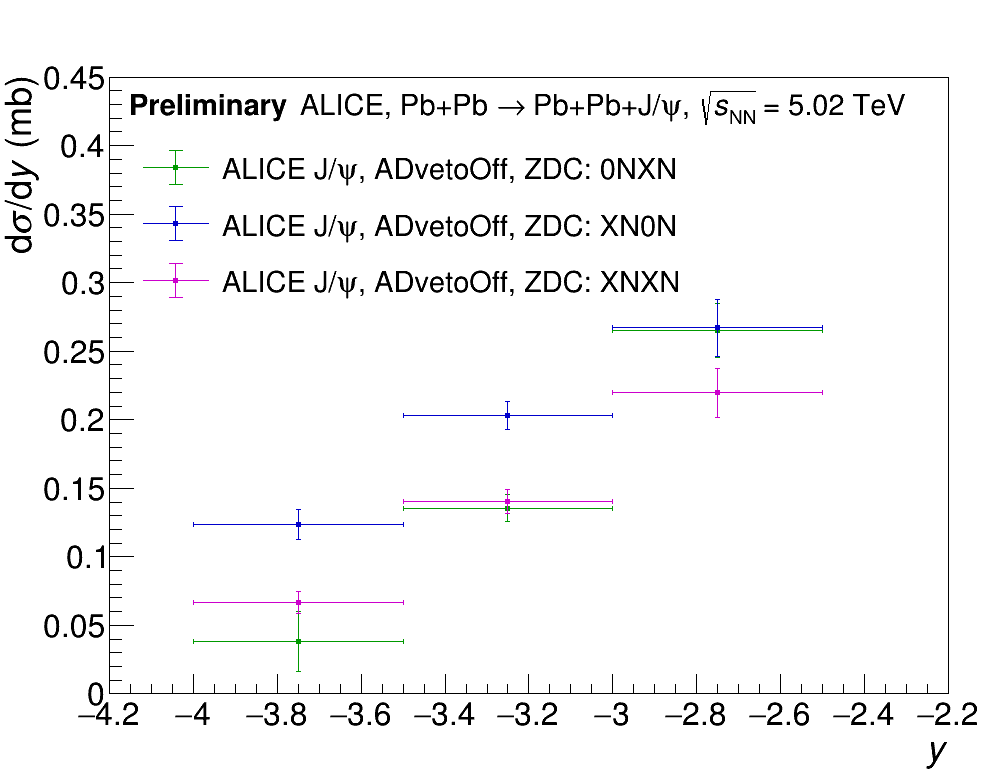 Preliminary ALICE, Pb+Pb → Pb+Pb+J/ψ, √sNN = 5.02 TeV
ALICE J/ψ, ADvetoOff, ZDC: 0NXN
ALICE J/ψ, ADvetoOff, ZDC: XN0N
ALICE J/ψ, ADvetoOff, ZDC: XNXN
dσ/dy (mb)
0.45
0.4
0.35
0.3
0.25
0.2
0.15
0.1
0.05
0
−4.2 −4 −3.8 −3.6 −3.4 −3.2 −3 −2.8 −2.6 −2.4 −2.2
y